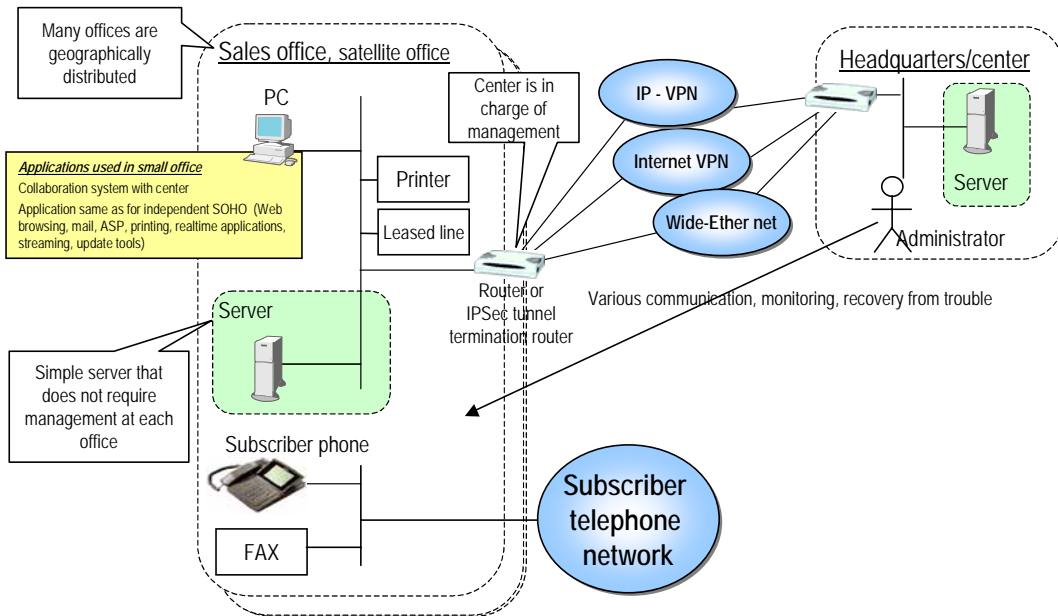 Many offices are
geographically
distributed
Sales office, satellite office
PC
Applications used in small office
Collaboration system with center
Application same as for independent SOHO (Web
browsing, mail, ASP, printing, realtime applications,
streaming, update tools)
Printer
Leased line
Center is in
charge of
management
IP - VPN
Internet VPN
Wide-Ether net
Headquarters/center
Server
Administrator
Router or
IPSec tunnel
termination router
Various communication, monitoring, recovery from trouble
Server
Simple server that
does not require
management at each
office
Subscriber phone
FAX
Subscriber
telephone
network